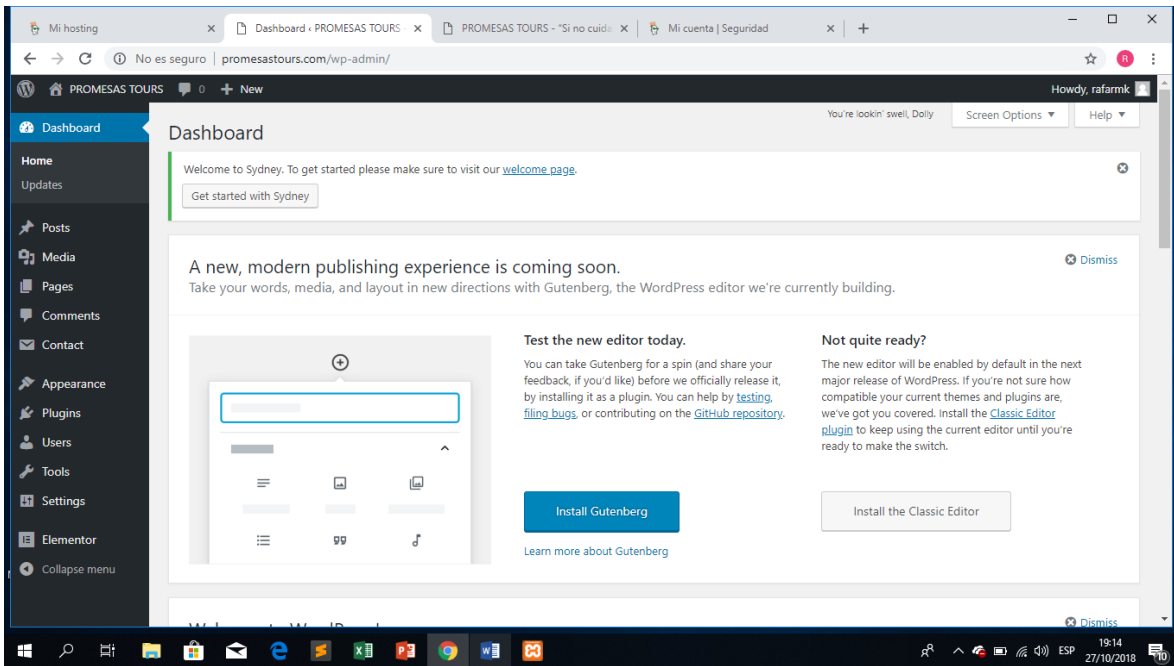 Mi hosting
Dashboard ‹ PROMESAS TOURS -
PROMESAS TOURS - "Si no cuida
Mi cuenta | Seguridad
No es seguro | promesastours.com/wp-admin/
R
PROMESAS TOURS 0 + New
Howdy, rafarmk
Dashboard
Home
Updates
Posts
Media
Pages
Comments
Contact
Appearance
Plugins
Users
Tools
Settings
Elementor
Collapse menu
You're lookin' swell, Dolly
Screen Options
Help
Dashboard
Welcome to Sydney. To get started please make sure to visit our welcome page.
Get started with Sydney
Dismiss
A new, modern publishing experience is coming soon.
Take your words, media, and layout in new directions with Gutenberg, the WordPress editor we're currently building.
Test the new editor today.
You can take Gutenberg for a spin (and share your
feedback, if you'd like) before we officially release it,
by installing it as a plugin. You can help by testing,
filing bugs, or contributing on the GitHub repository.
Install Gutenberg
Learn more about Gutenberg
Not quite ready?
The new editor will be enabled by default in the next
major release of WordPress. If you're not sure how
compatible your current themes and plugins are,
we've got you covered. Install the Classic Editor
plugin to keep using the current editor until you're
ready to make the switch.
Install the Classic Editor
Dismiss
ESP
19:14
27/10/2018